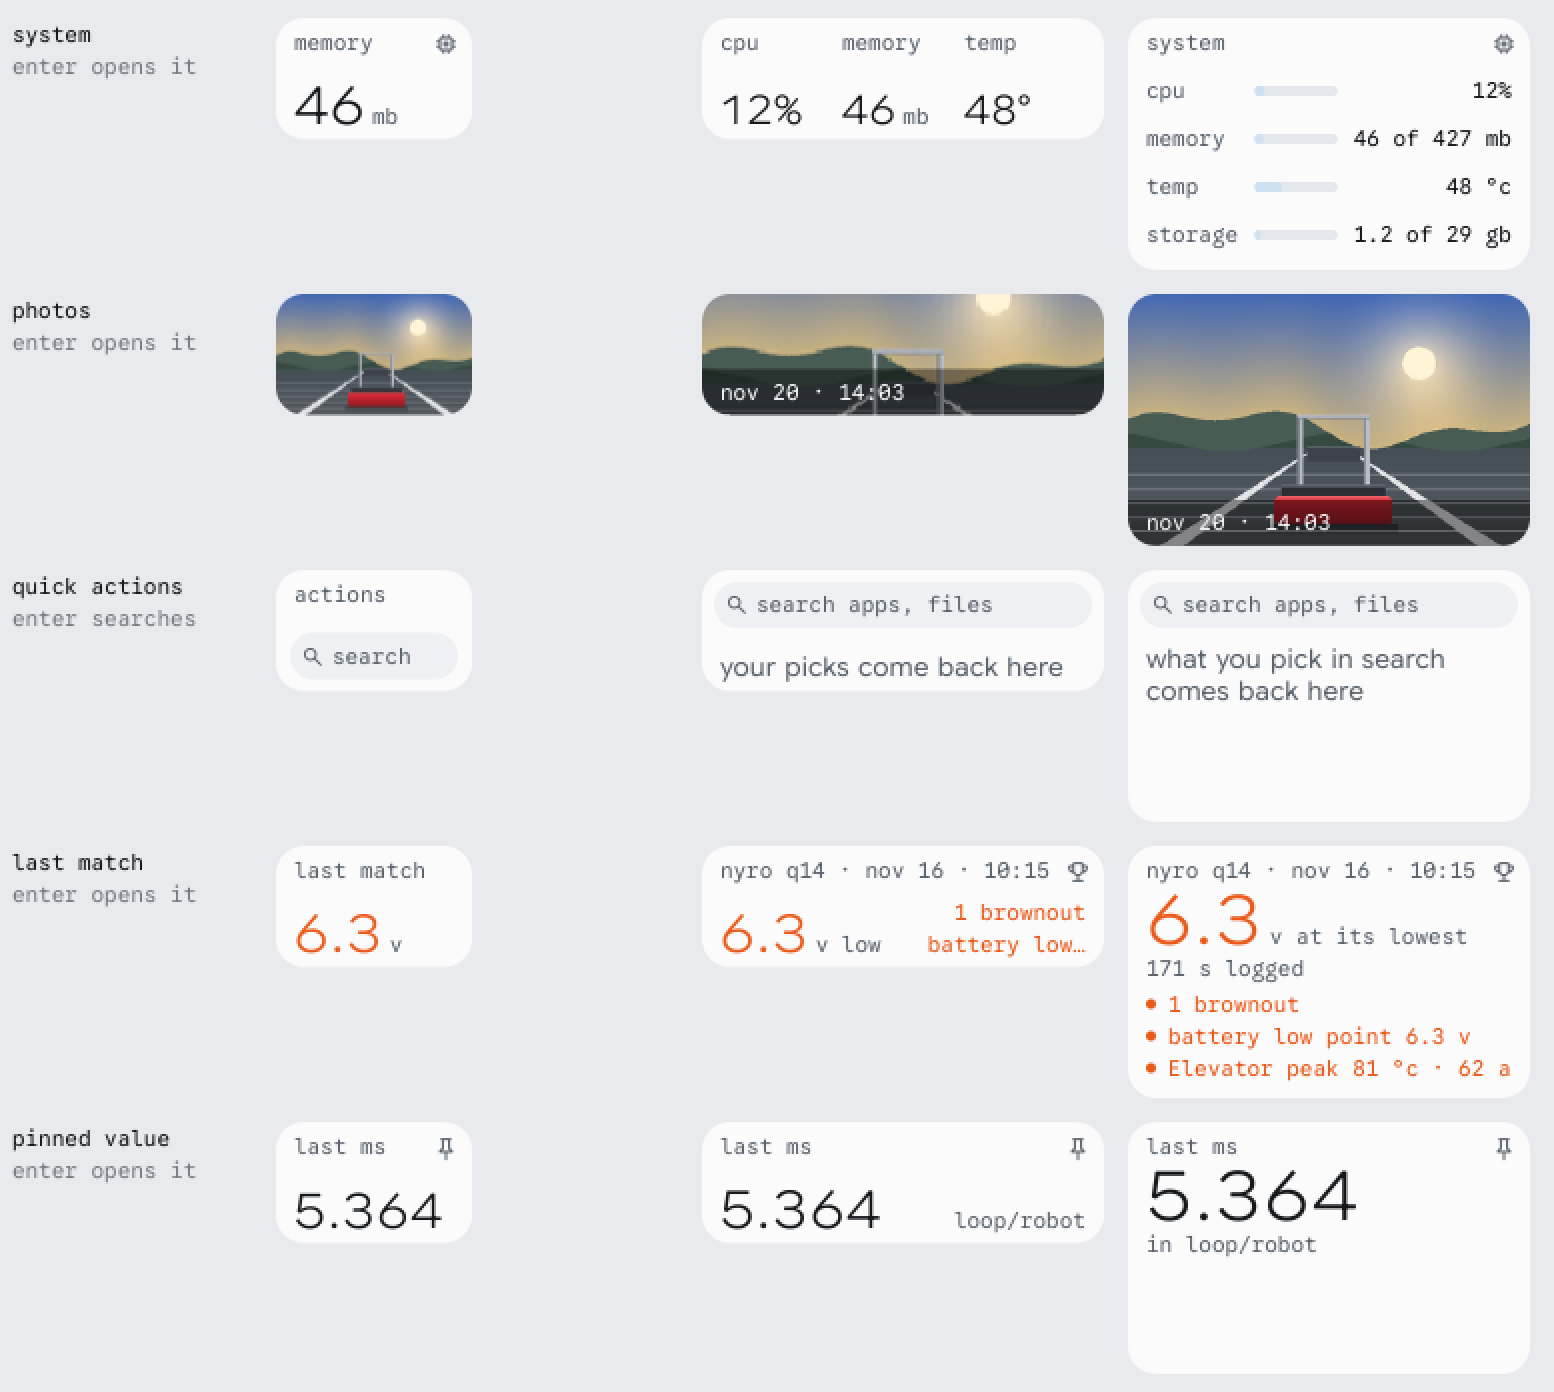 system
enter opens it
memory
46 mb
cpu memory temp
12% 46 mb 48°
system
cpu 12%
memory 46 of 427 mb
temp 48 °c
storage 1.2 of 29 gb
photos
enter opens it
nov 20 · 14:03
nov 20 · 14:03
quick actions
enter searches
actions
search
search apps, files
your picks come back here
search apps, files
what you pick in search
comes back here
last match
enter opens it
last match
6.3 v
nyro q14 · nov 16 · 10:15
6.3 v low
1 brownout
battery low…
nyro q14 · nov 16 · 10:15
6.3 v at its lowest
171 s logged
• 1 brownout
• battery low point 6.3 v
• Elevator peak 81 °c · 62 a
pinned value
enter opens it
last ms
5.364
last ms
5.364 loop/robot
last ms
5.364
in loop/robot